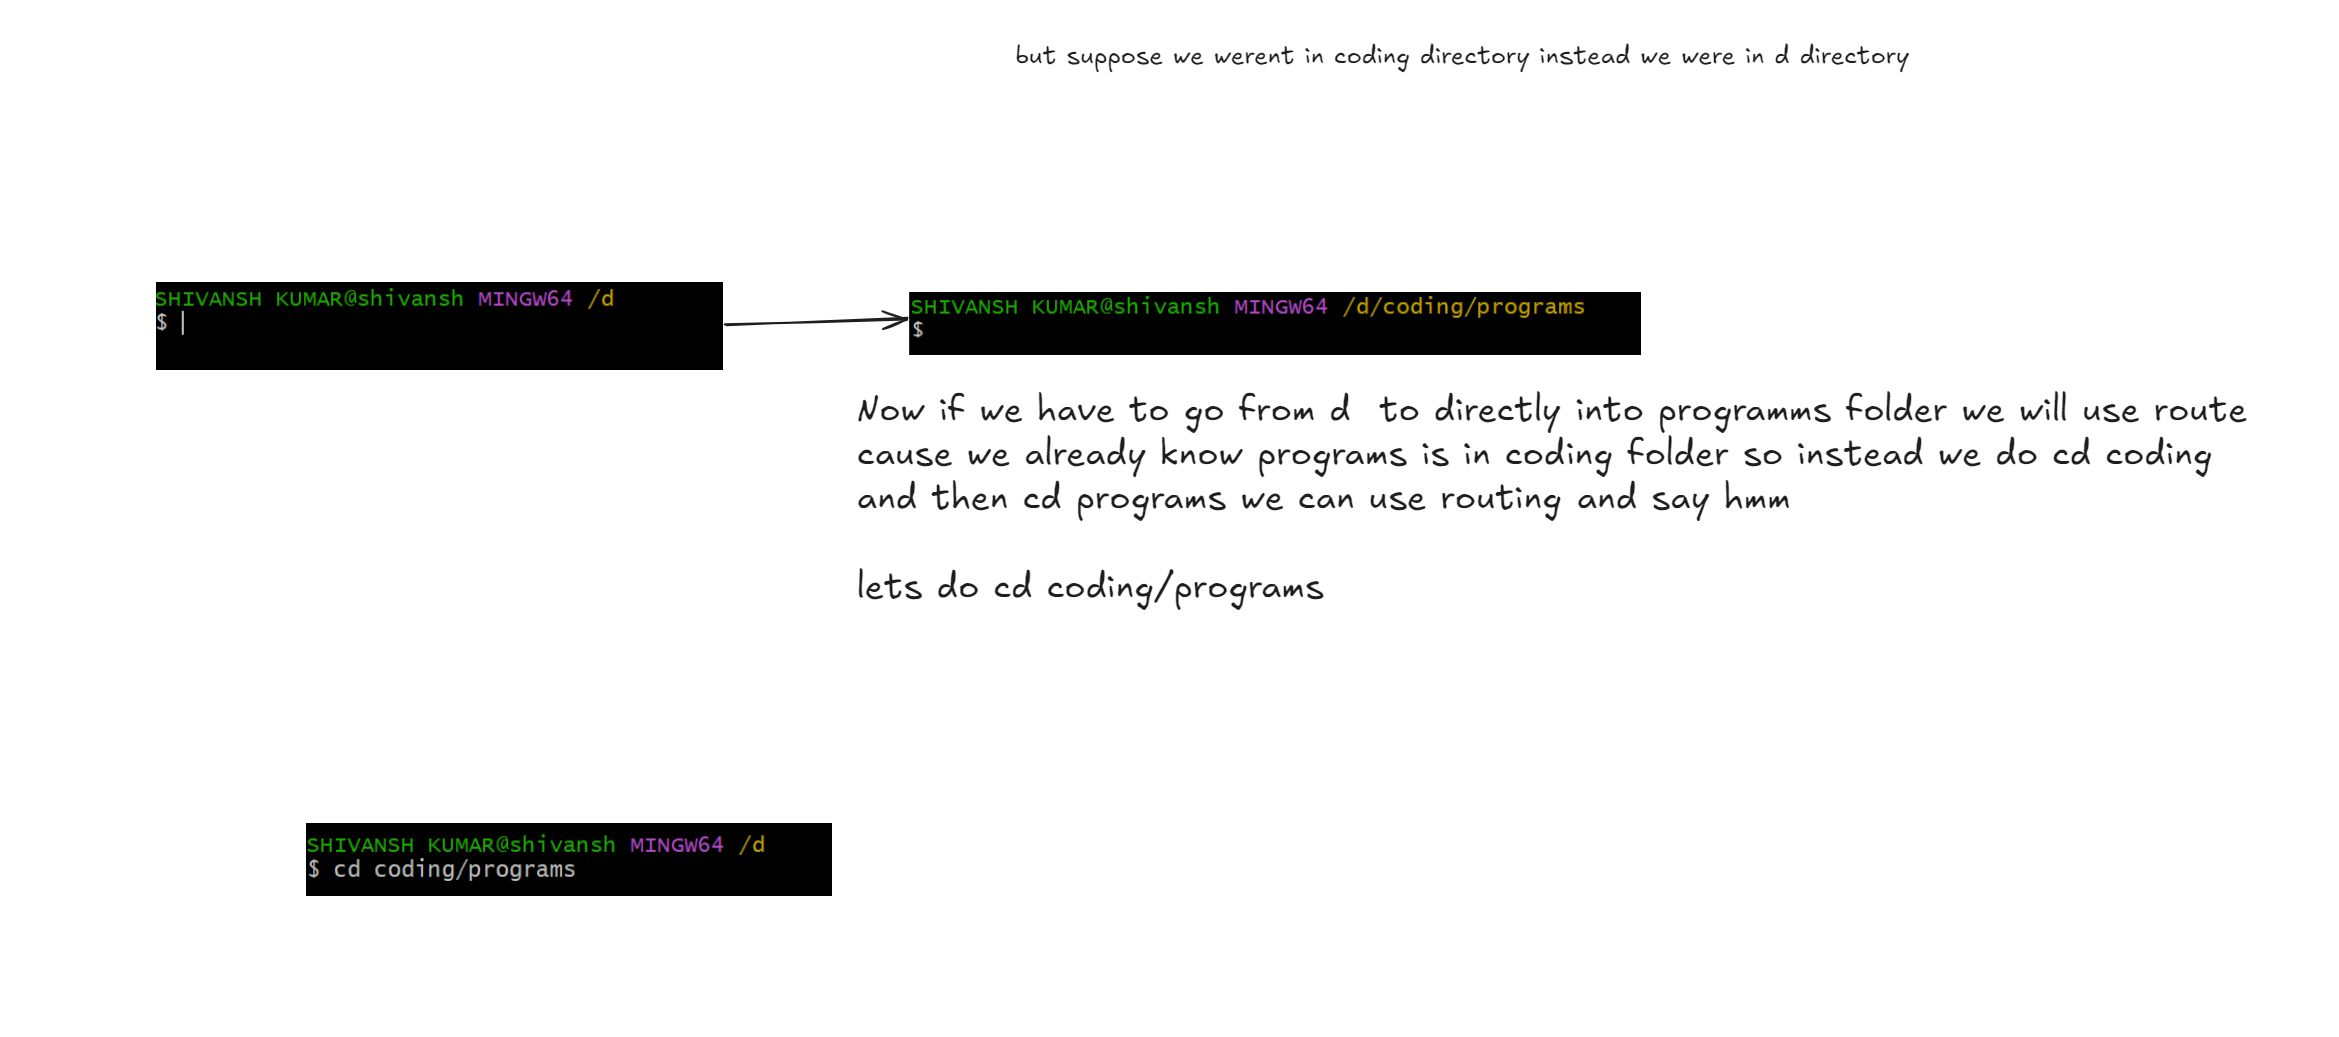 but suppose we werent in coding directory instead we were in d directory
SHIVANSH KUMAR@shivansh MINGW64 /d
$
SHIVANSH KUMAR@shivansh MINGW64 /d/coding/programs
$
Now if we have to go from d  to directly into programms folder we will use route
cause we already know programs is in coding folder so instead we do cd coding
and then cd programs we can use routing and say hmm
lets do cd coding/programs
SHIVANSH KUMAR@shivansh MINGW64 /d
$ cd coding/programs